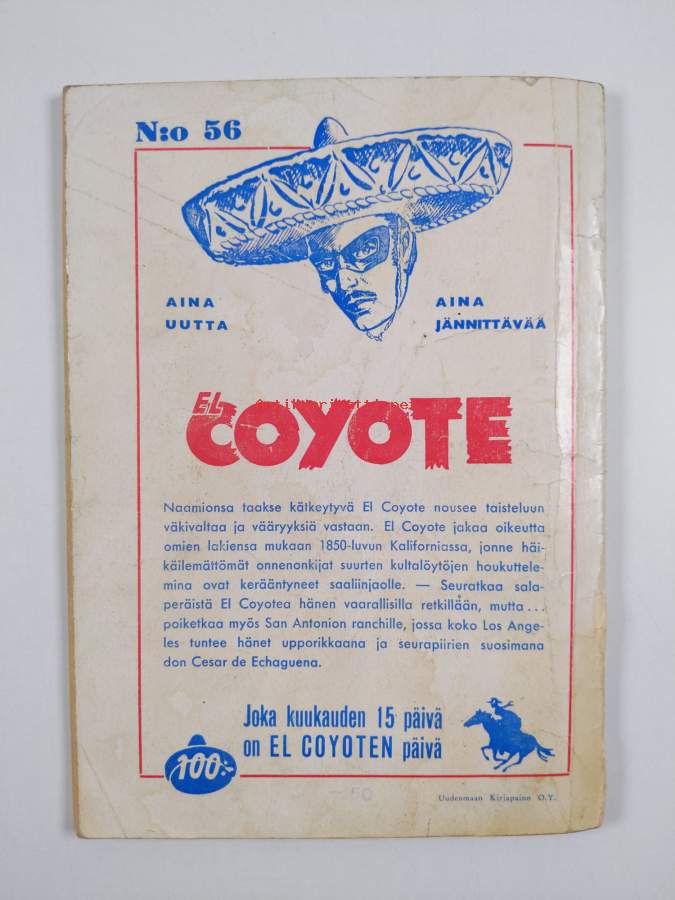 N:o 56
AINA
UUTTA
AINA
JÄNNITTÄVÄÄ
EL
COYOTE
Naamionsa taakse kätkeytyvä El Coyote nousee taisteluun
väkivaltaa ja vääryyksiä vastaan. El Coyote jakaa oikeutta
omien lakiensa mukaan 1850-luvun Kaliforniassa, jonne häi-
käilemättömät onnenonkijat suurten kultalöytöjen houkuttele-
mina ovat kerääntyneet saaliinjaolle. — Seuratkaa sala-
peräistä El Coyotea hänen vaarallisilla retkillään, mutta ...
poiketkaa myös San Antonion ranchille, jossa koko Los Ange-
les tuntee hänet upporikkaana ja seurapiirien suosimana
don Cesar de Echaguena.
Joka kuukauden 15 päivä
on EL COYOTEN päivä
100:-
50
Uudenmaan Kirjapaino O.Y.